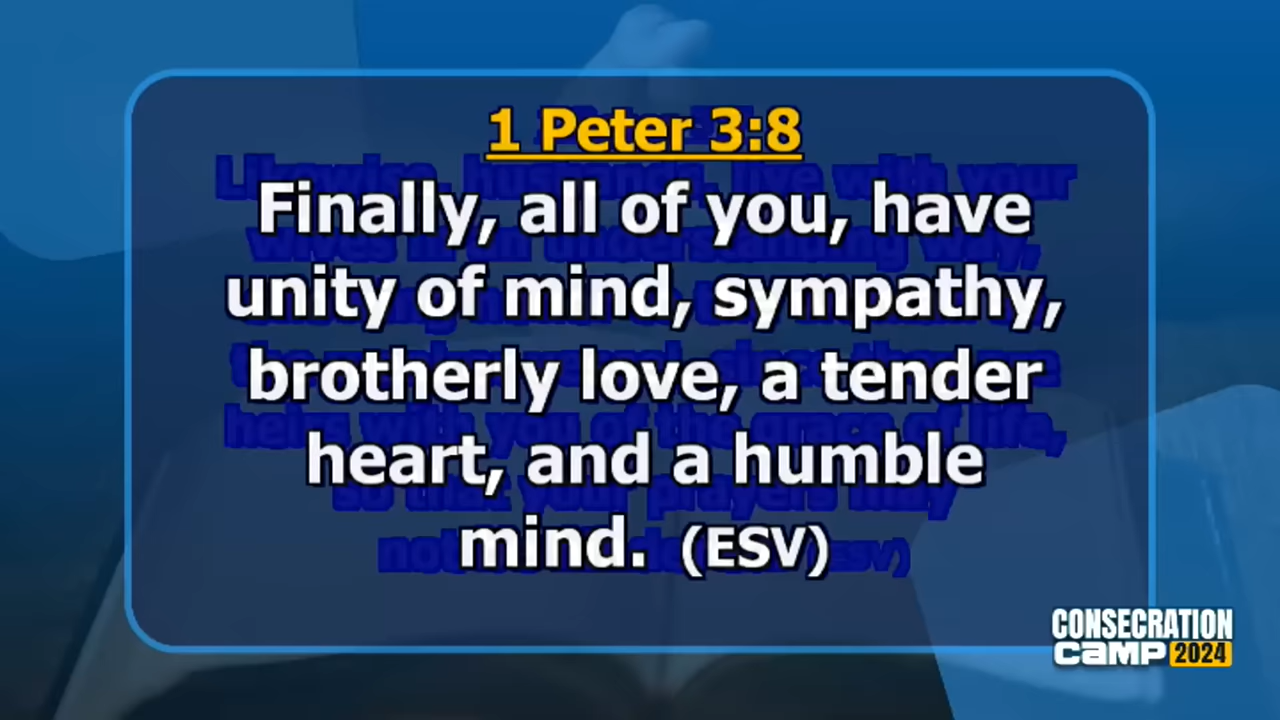 1 Peter 3:8
Finally, all of you, have
unity of mind, sympathy,
brotherly love, a tender
heart, and a humble
mind. (ESV)
CONSECRATION
CAMP 2024